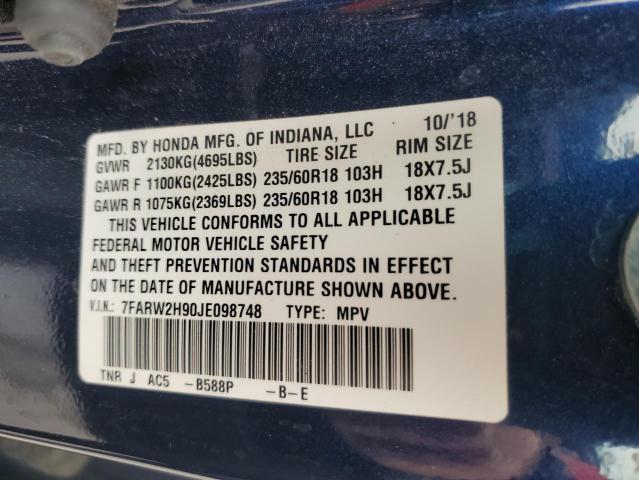 MFD. BY HONDA MFG. OF INDIANA, LLC 10/'18
GVWR 2130KG(4695LBS) TIRE SIZE RIM SIZE
GAWR F 1100KG(2425LBS) 235/60R18 103H 18X7.5J
GAWR R 1075KG(2369LBS) 235/60R18 103H 18X7.5J
THIS VEHICLE CONFORMS TO ALL APPLICABLE
FEDERAL MOTOR VEHICLE SAFETY
AND THEFT PREVENTION STANDARDS IN EFFECT
ON THE DATE OF MANUFACTURE SHOWN ABOVE.
V.I.N.: 7FARW2H90JE098748 TYPE: MPV
TNR J AC5 -B588P -B-E